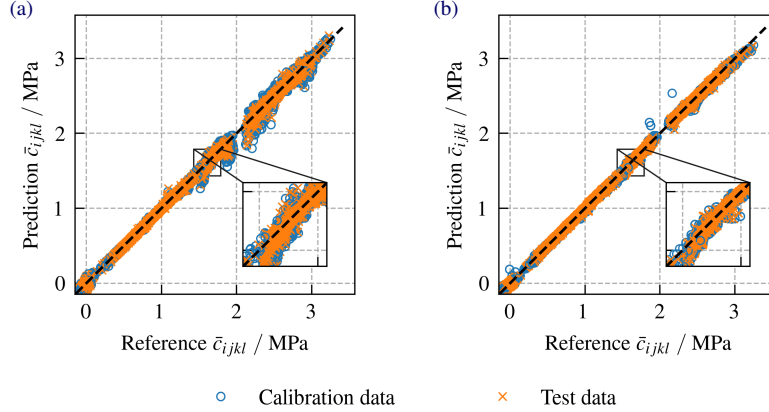 (a)
(b)
3
2
1
0
0
1
2
3
Prediction c̄ijkl / MPa
Reference c̄ijkl / MPa
3
2
1
0
0
1
2
3
Prediction c̄ijkl / MPa
Reference c̄ijkl / MPa
Calibration data
Test data